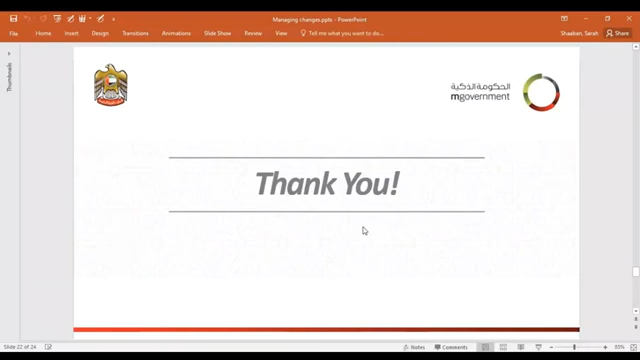 Managing changes.pptx - PowerPoint
Shaaban, Sarah
Share
File
Home
Insert
Design
Transitions
Animations
Slide Show
Review
View
Tell me what you want to do...
Thumbnails
الحكومة الذكية
mgovernment
Thank You!
Slide 22 of 24
Notes
Comments